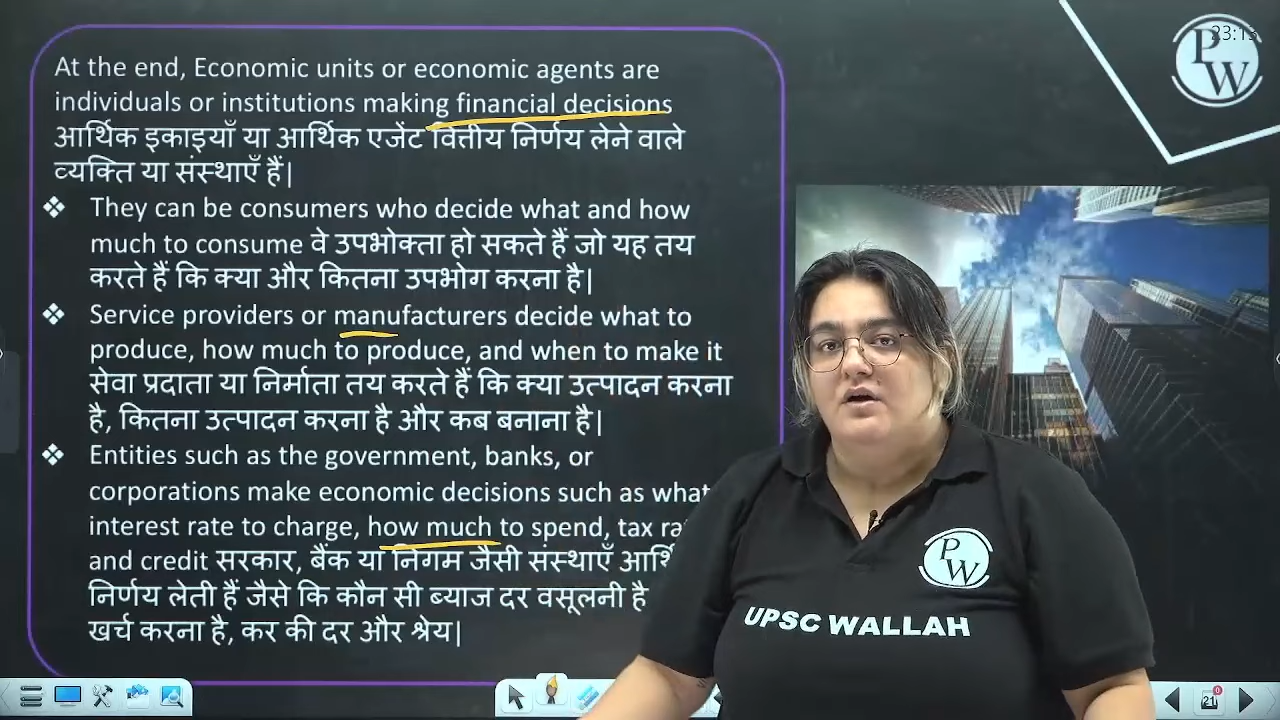 At the end, Economic units or economic agents are
individuals or institutions making financial decisions
आर्थिक इकाइयाँ या आर्थिक एजेंट वित्तीय निर्णय लेने वाले
व्यक्ति या संस्थाएँ हैं|
❖ They can be consumers who decide what and how
much to consume वे उपभोक्ता हो सकते हैं जो यह तय
करते हैं कि क्या और कितना उपभोग करना है|
❖ Service providers or manufacturers decide what to
produce, how much to produce, and when to make it
सेवा प्रदाता या निर्माता तय करते हैं कि क्या उत्पादन करना
है, कितना उत्पादन करना है और कब बनाना है|
❖ Entities such as the government, banks, or
corporations make economic decisions such as what
interest rate to charge, how much to spend, tax
and credit सरकार, बैंक या निगम जैसी संस्थाएँ
निर्णय लेती हैं जैसे कि कौन सी ब्याज दर वसूलनी है
खर्च करना है, कर की दर और श्रेय|
PW
PW
UPSC WALLAH
21
0